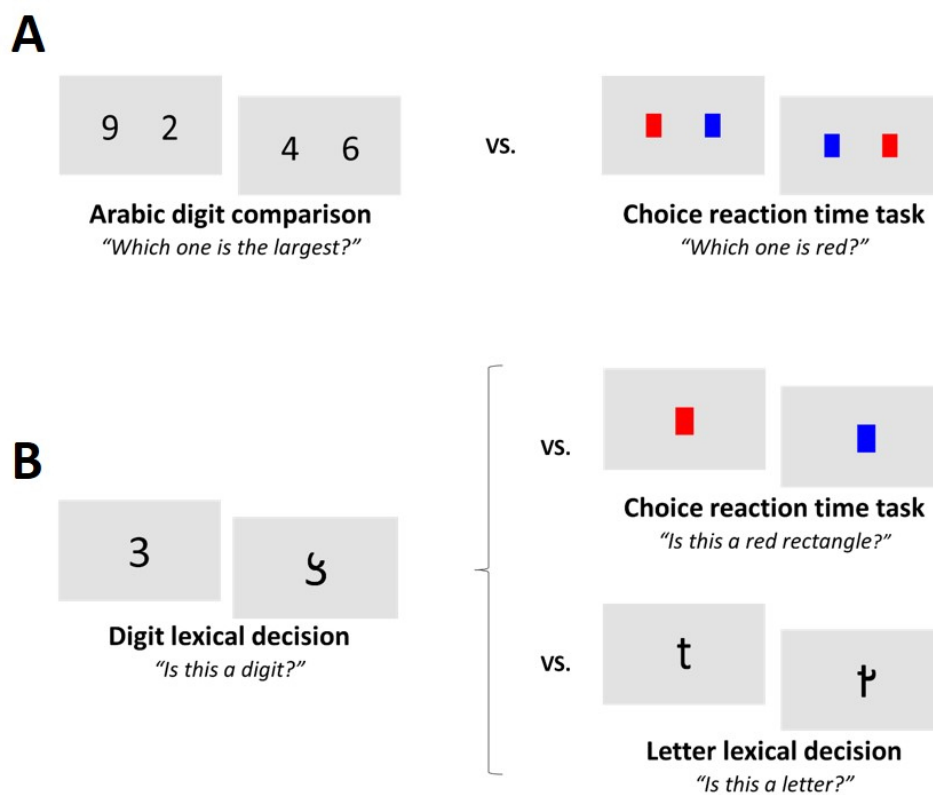 A
9 2
4 6
vs.
Arabic digit comparison
“Which one is the largest?”
Choice reaction time task
“Which one is red?”
B
3
Digit lexical decision
“Is this a digit?”
vs.
Choice reaction time task
“Is this a red rectangle?”
vs.
t
Letter lexical decision
“Is this a letter?”